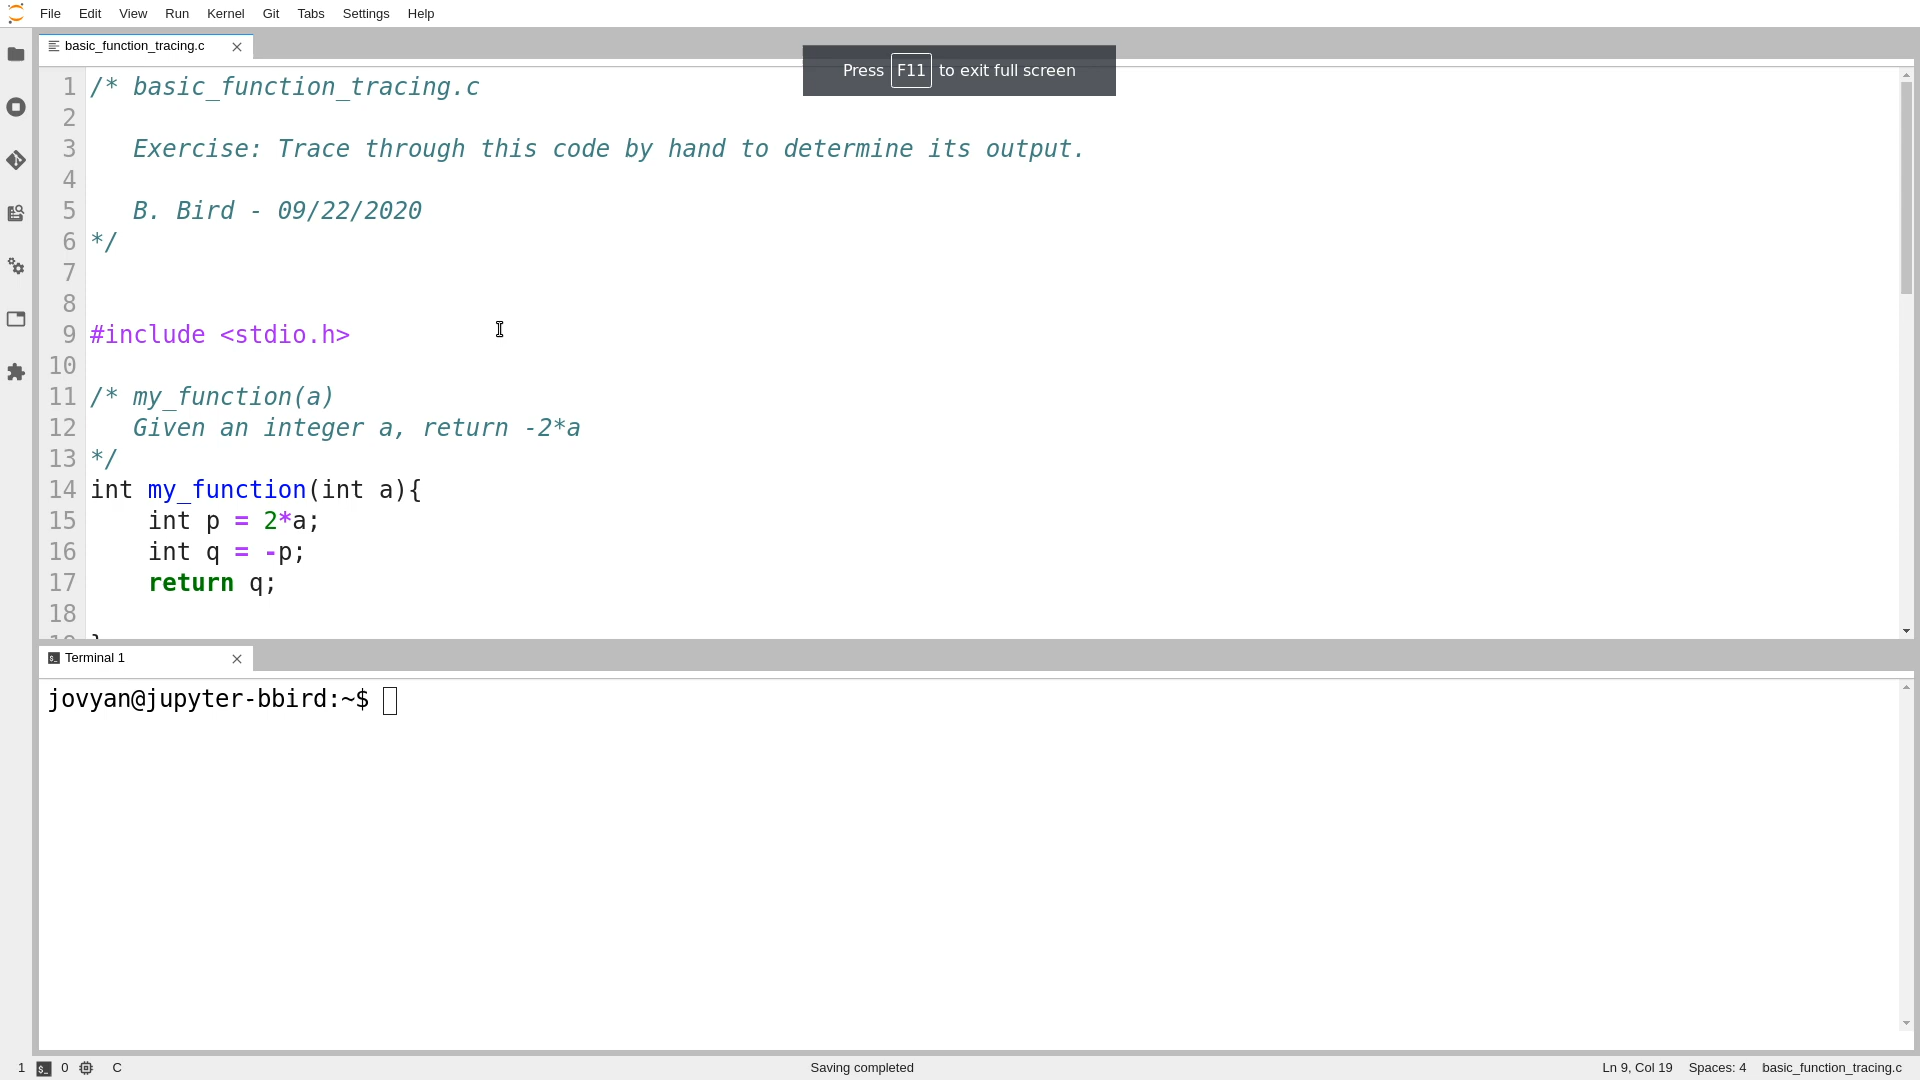 File Edit View Run Kernel Git Tabs Settings Help
basic_function_tracing.c
Press F11 to exit full screen
1 /* basic_function_tracing.c
2
3 Exercise: Trace through this code by hand to determine its output.
4
5 B. Bird - 09/22/2020
6 */
7
8
9 #include <stdio.h>
10
11 /* my_function(a)
12 Given an integer a, return -2*a
13 */
14 int my_function(int a){
15 int p = 2*a;
16 int q = -p;
17 return q;
18
Terminal 1
jovyan@jupyter-bbird:~$
1 0 C Saving completed Ln 9, Col 19 Spaces: 4 basic_function_tracing.c